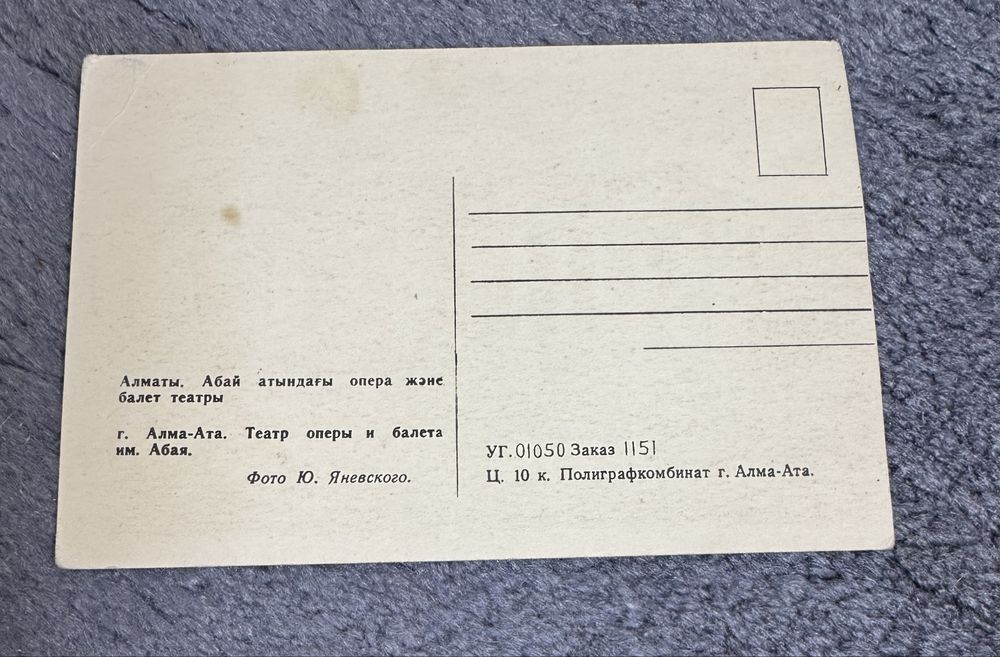 Алматы. Абай атындағы опера және
балет театры
г. Алма-Ата. Театр оперы и балета
им. Абая.
Фото Ю. Яневского.
УГ.01050 Заказ 1151
Ц. 10 к. Полиграфкомбинат г. Алма-Ата.